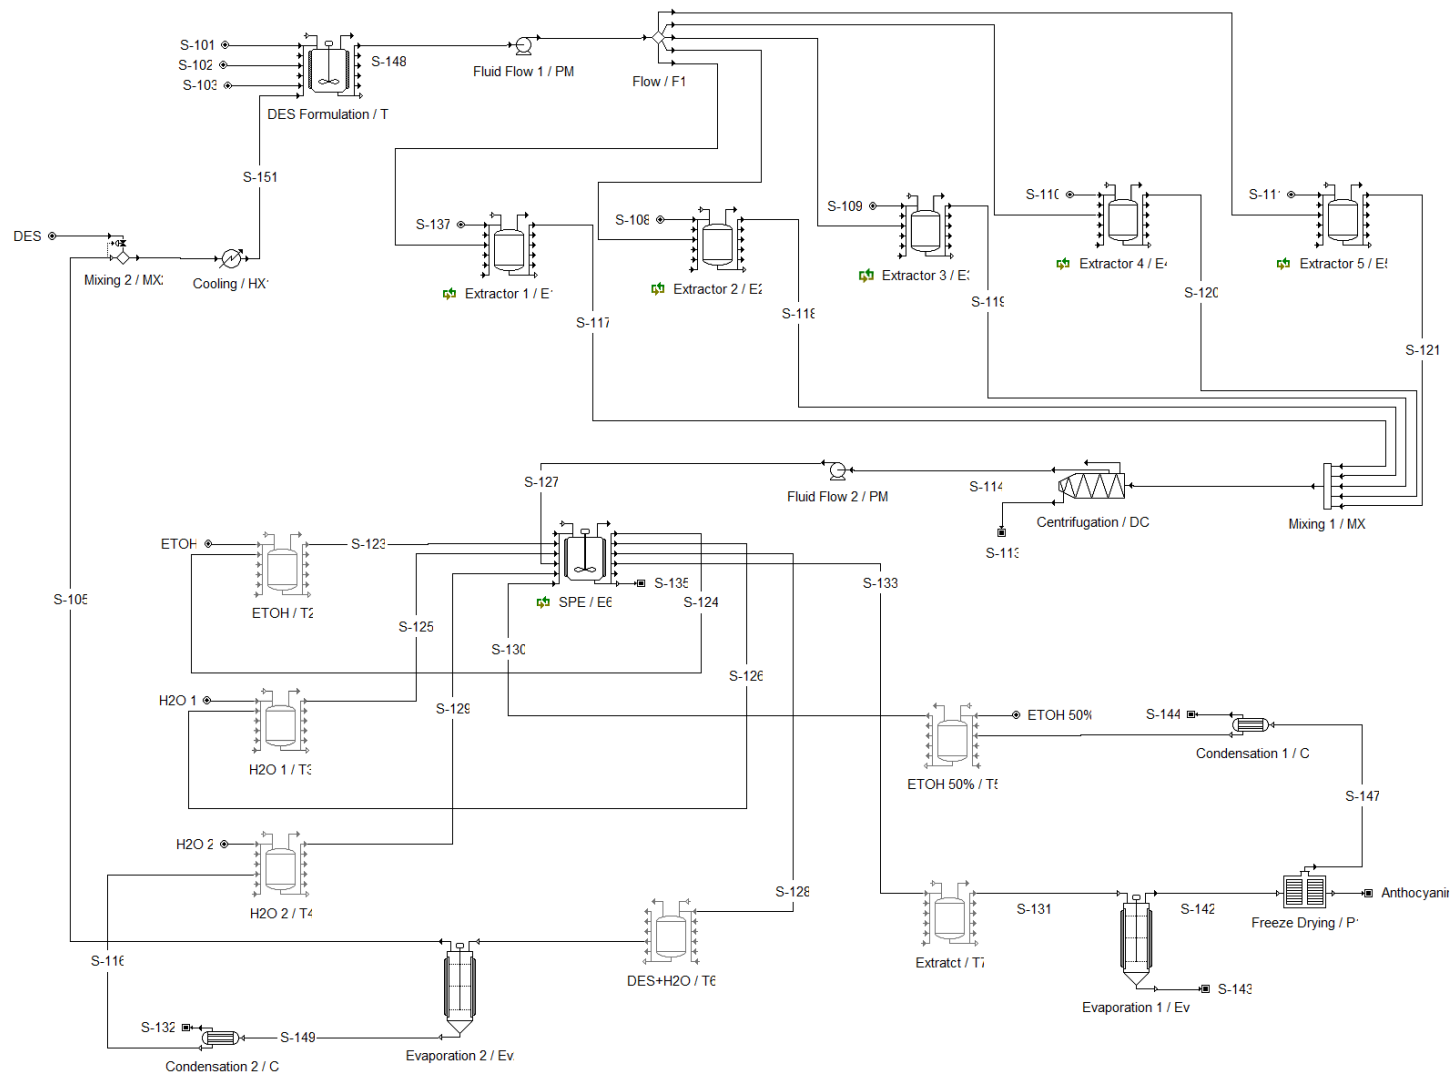 S-101
S-102
S-103
S-148
DES Formulation / T
Fluid Flow 1 / PM
Flow / F1
S-151
DES
Mixing 2 / MX
Cooling / HX
S-137
Extractor 1 / E
S-117
S-108
Extractor 2 / E2
S-118
S-109
Extractor 3 / E
S-119
S-110
Extractor 4 / E
S-120
S-11
Extractor 5 / E
S-121
S-127
Fluid Flow 2 / PM
S-114
Centrifugation / DC
S-113
Mixing 1 / MX
ETOH
S-123
ETOH / T2
SPE / E6
S-135
S-124
S-133
S-105
S-125
S-130
S-126
H2O 1
S-129
H2O 1 / T3
ETOH 50%
ETOH 50% / T5
S-144
Condensation 1 / C
S-147
H2O 2
H2O 2 / T4
S-128
S-116
DES+H2O / T6
Extratct / T7
S-131
S-142
Freeze Drying / P
Anthocyanin
Evaporation 1 / Ev
S-143
S-132
S-149
Condensation 2 / C
Evaporation 2 / Ev